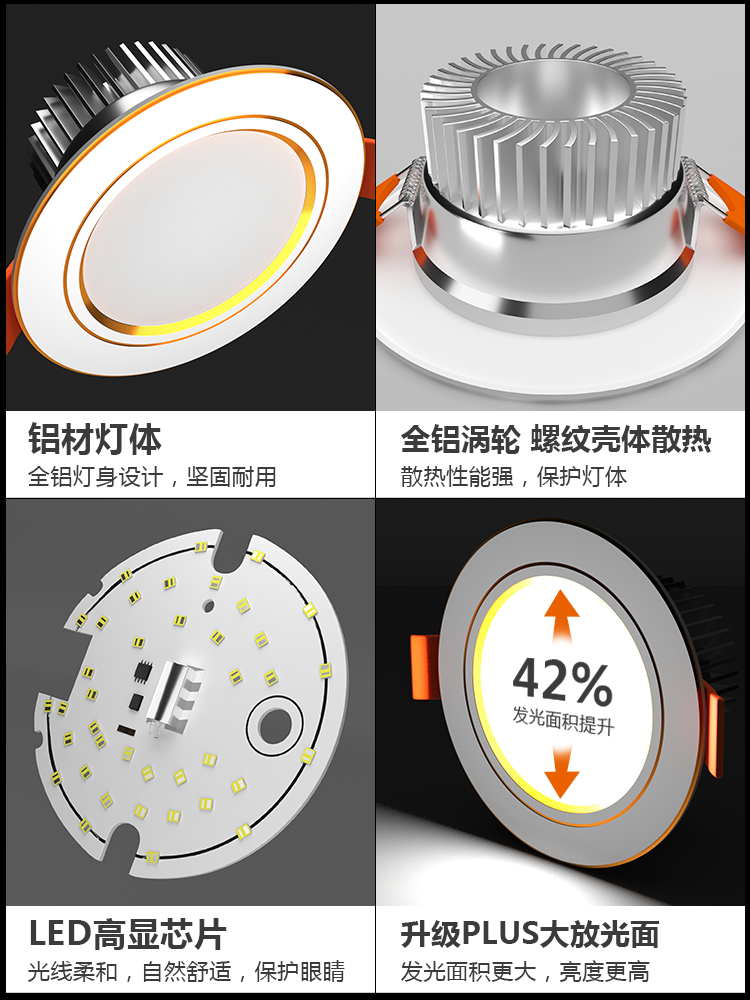 铝材灯体
全铝灯身设计，坚固耐用
全铝涡轮 螺纹壳体散热
散热性能强，保护灯体
42%
发光面积提升
LED高显芯片
光线柔和，自然舒适，保护眼睛
升级PLUS大放光面
发光面积更大，亮度更高